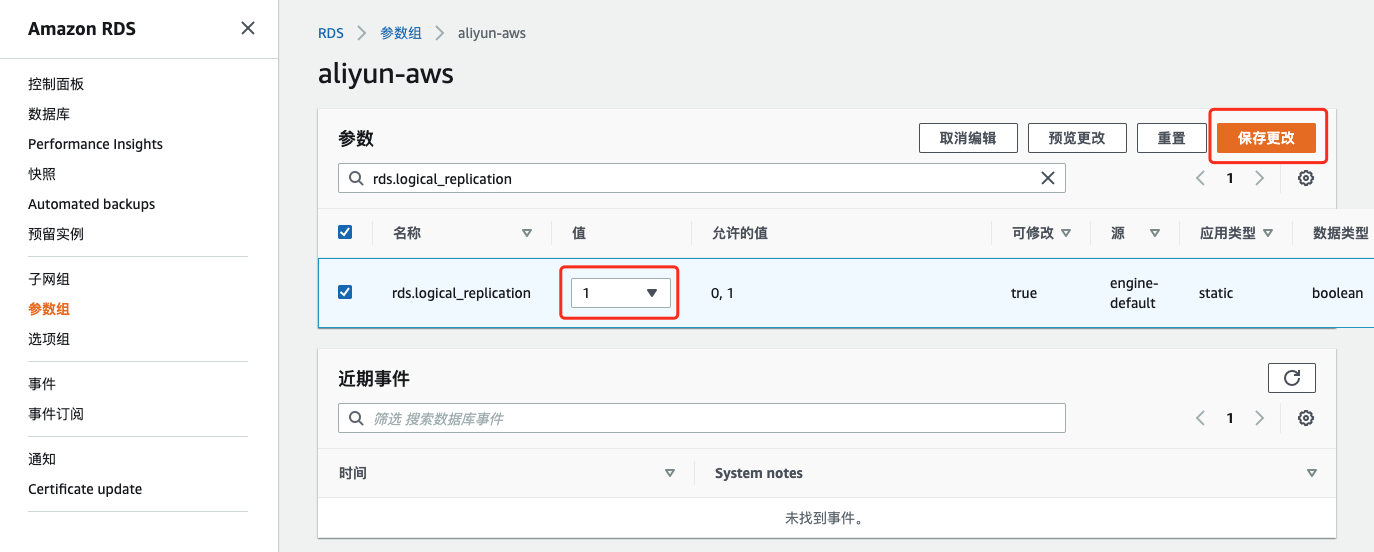 Amazon RDS
控制面板
数据库
Performance Insights
快照
Automated backups
预留实例
子网组
参数组
选项组
事件
事件订阅
通知
Certificate update
RDS 参数组 aliyun-aws
aliyun-aws
参数 取消编辑 预览更改 重置 保存更改
rds.logical_replication 1
名称 值 允许的值 可修改 源 应用类型 数据类型
rds.logical_replication 1 0, 1 true engine-default static boolean
近期事件
筛选 搜索数据库事件 1
时间 System notes
未找到事件。